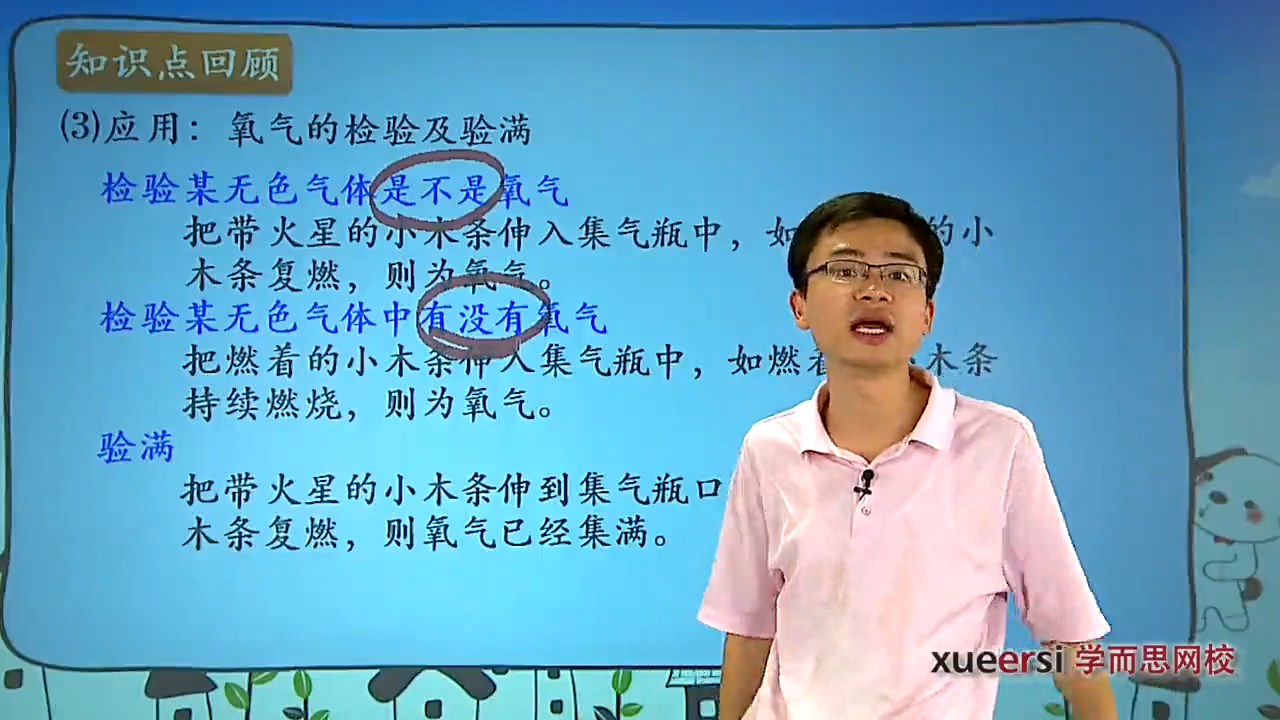 知识点回顾
(3)应用：氧气的检验及验满
检验某无色气体是不是氧气
把带火星的小木条伸入集气瓶中，如 的小
木条复燃，则为氧气。
检验某无色气体中有没有氧气
把燃着的小木条伸入集气瓶中，如燃着 木条
持续燃烧，则为氧气。
验满
把带火星的小木条伸到集气瓶口
木条复燃，则氧气已经集满。
xueersi 学而思网校